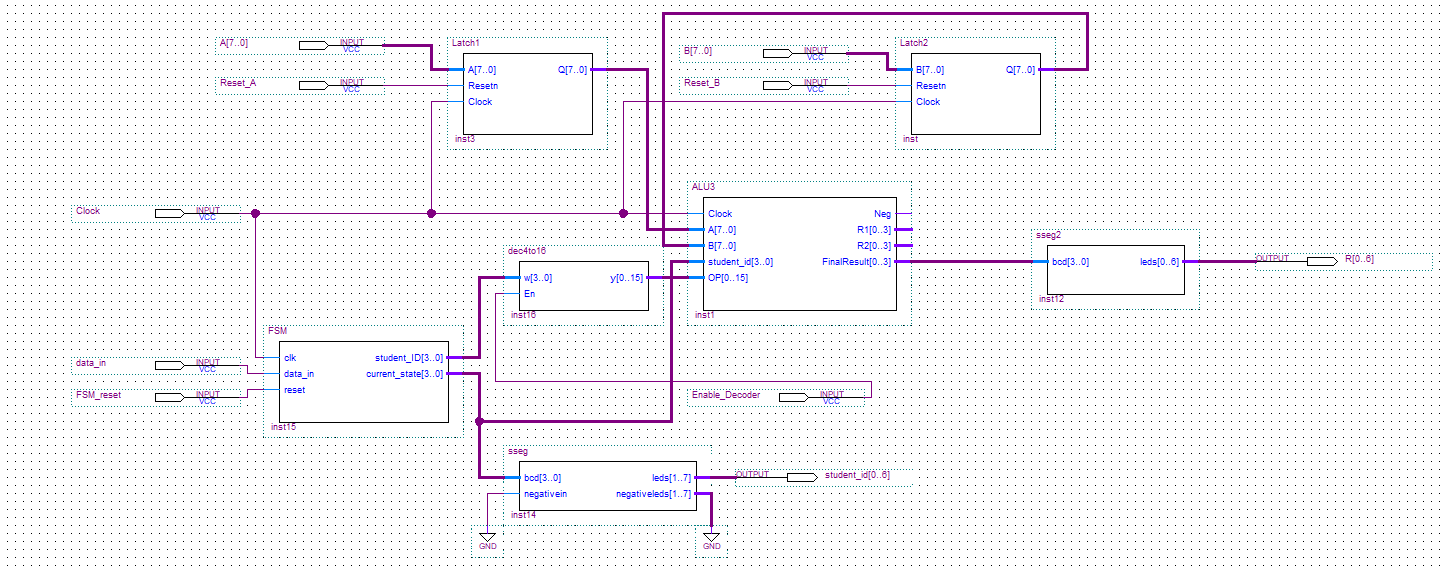 A[7..0] INPUT VCC
Reset_A INPUT VCC
Latch1
A[7..0] Q[7..0]
Resetn
Clock
inst3
B[7..0] INPUT VCC
Reset_B INPUT VCC
Latch2
B[7..0] Q[7..0]
Resetn
Clock
inst
Clock INPUT VCC
ALU3
Clock Neg
A[7..0] R1[0..3]
B[7..0] R2[0..3]
student_id[3..0] FinalResult[0..3]
OP[0..15]
inst1
dec4to16
w[3..0] y[0..15]
En
inst16
sseg2
bcd[3..0] leds[0..6]
inst12
OUTPUT R[0..6]
FSM
clk student_ID[3..0]
data_in current_state[3..0]
reset
inst15
data_in INPUT VCC
FSM_reset INPUT VCC
Enable_Decoder INPUT VCC
sseg
bcd[3..0] leds[1..7]
negativein negativeleds[1..7]
inst14
OUTPUT student_id[0..6]
GND
GND